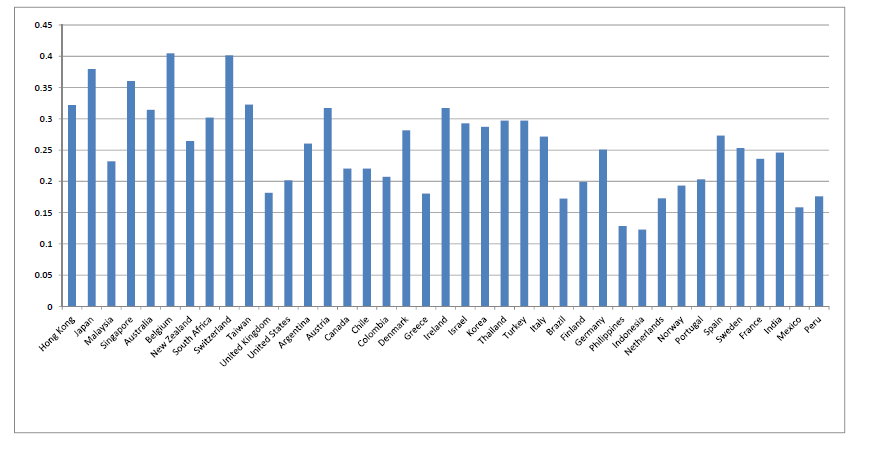 0.45
0.4
0.35
0.3
0.25
0.2
0.15
0.1
0.05
0
Hong Kong
Japan
Malaysia
Singapore
Australia
Belgium
New Zealand
South Africa
Switzerland
Taiwan
United Kingdom
United States
Argentina
Austria
Canada
Chile
Colombia
Denmark
Greece
Ireland
Israel
Korea
Thailand
Turkey
Italy
Brazil
Finland
Germany
Philippines
Indonesia
Netherlands
Norway
Portugal
Spain
Sweden
France
India
Mexico
Peru